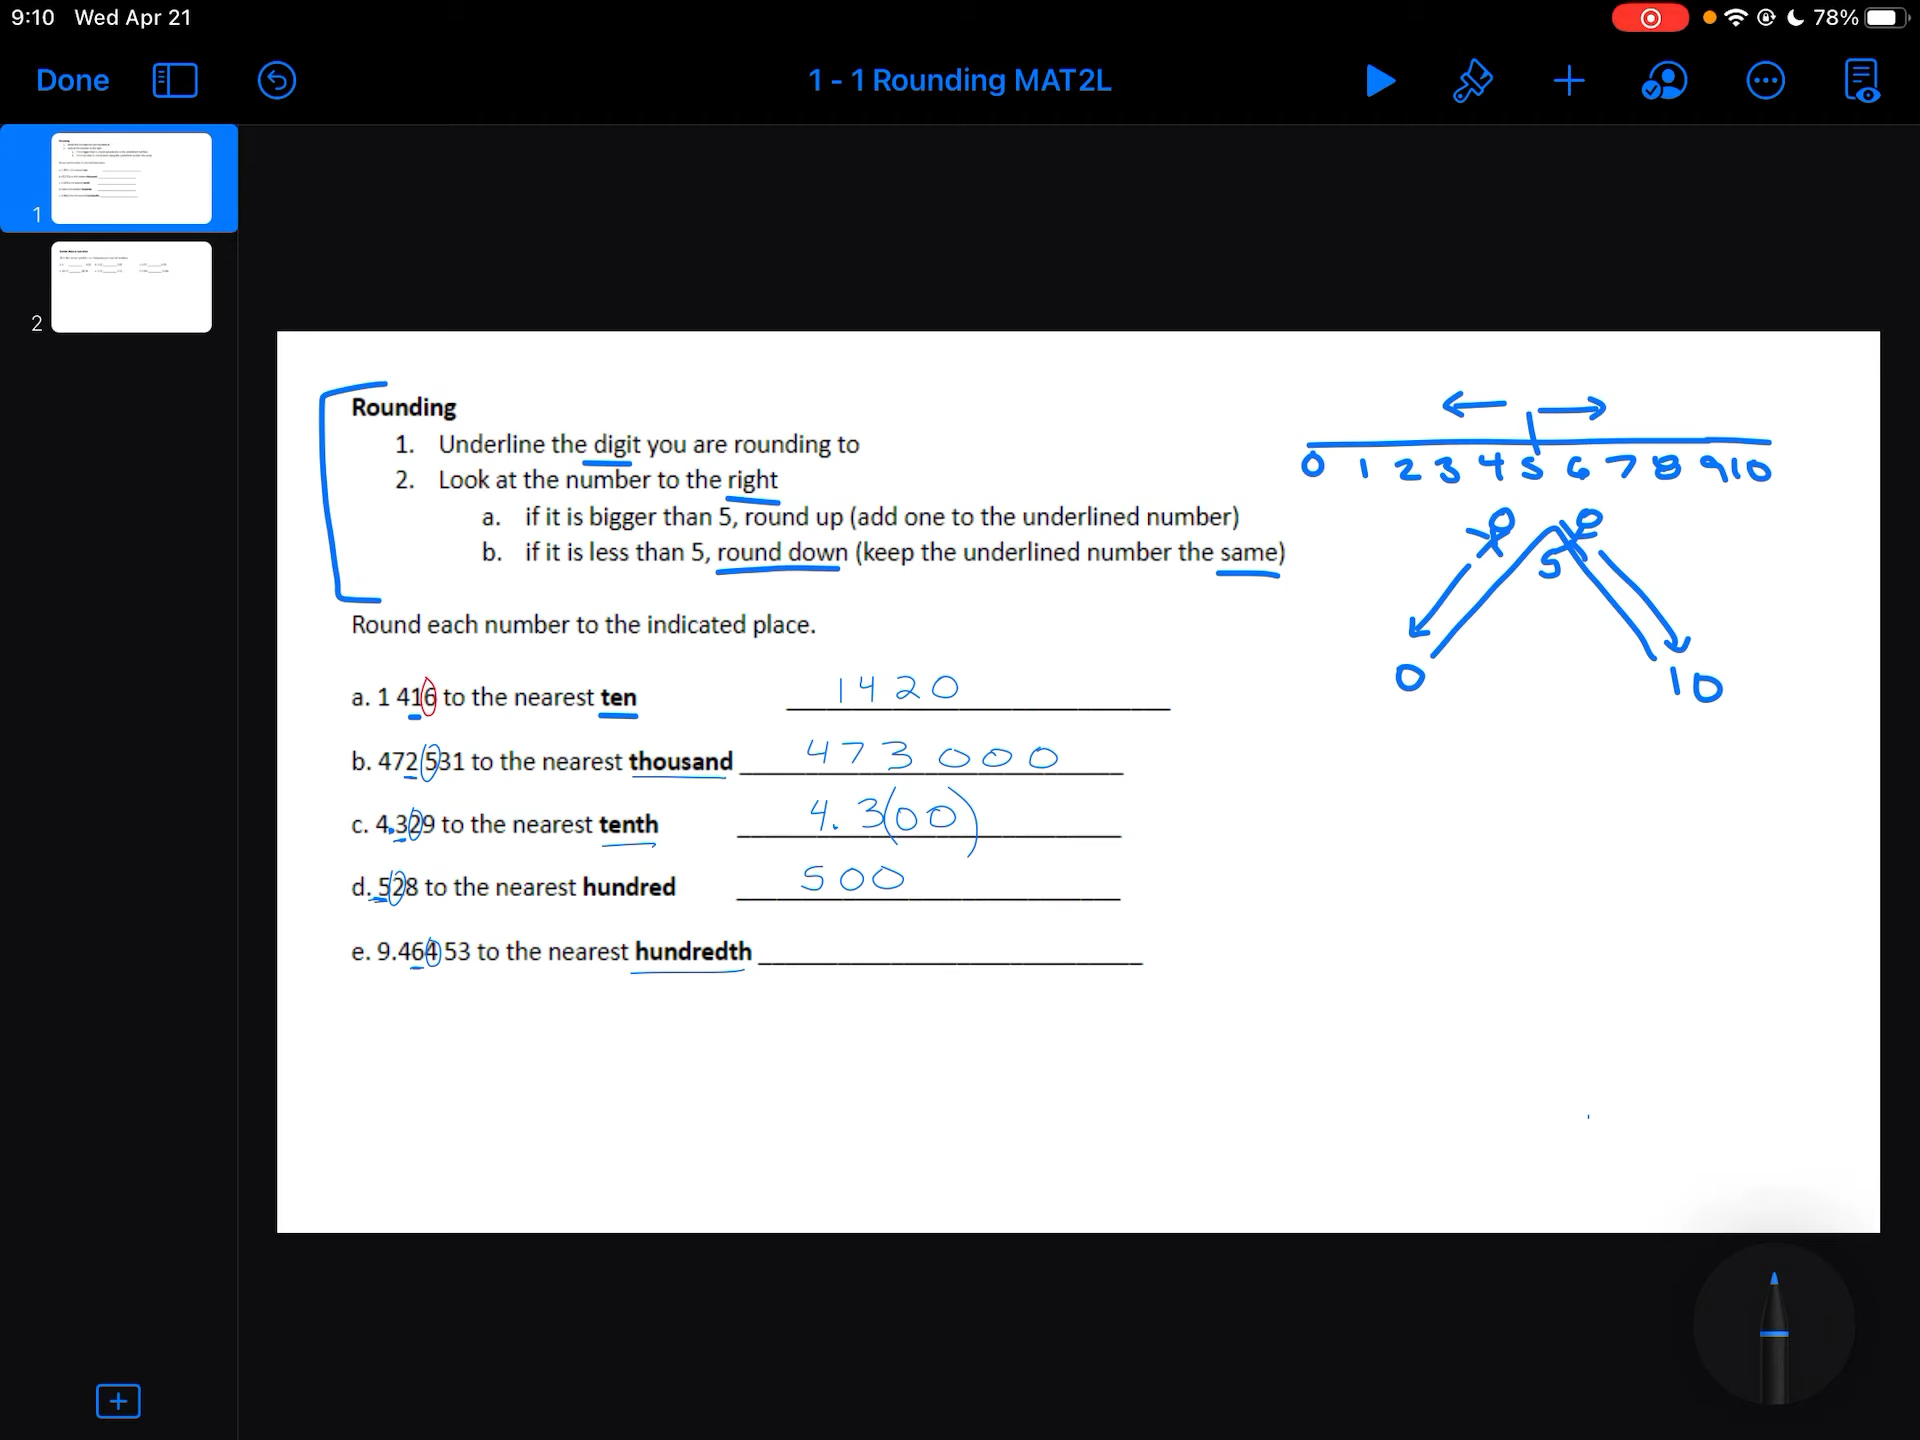 9:10 Wed Apr 21
78%
Done
1 - 1 Rounding MAT2L
1
2
Rounding
1. Underline the digit you are rounding to
2. Look at the number to the right
a. if it is bigger than 5, round up (add one to the underlined number)
b. if it is less than 5, round down (keep the underlined number the same)
0 1 2 3 4 5 6 7 8 9 10
5
0
10
Round each number to the indicated place.
a. 1 416 to the nearest ten 1420
b. 472 531 to the nearest thousand 473 000
c. 4.329 to the nearest tenth 4.3(00)
d. 528 to the nearest hundred 500
e. 9.464 53 to the nearest hundredth